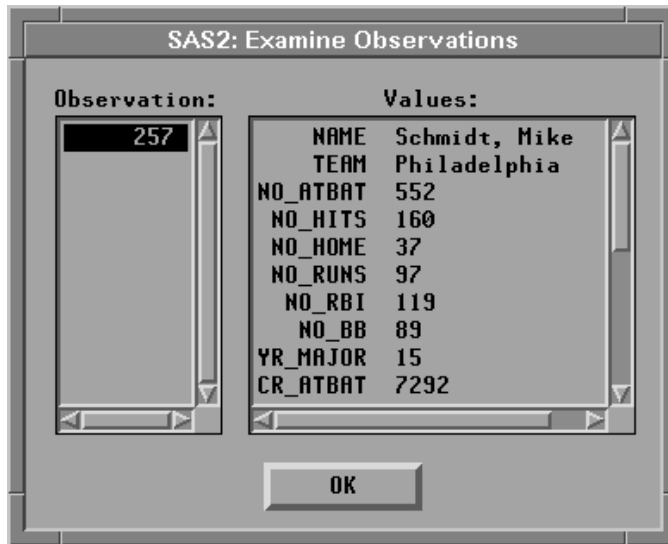 SAS2: Examine Observations
Observation:
257
Values:
NAME Schmidt, Mike
TEAM Philadelphia
NO_ATBAT 552
NO_HITS 160
NO_HOME 37
NO_RUNS 97
NO_RBI 119
NO_BB 89
YR_MAJOR 15
CR_ATBAT 7292
OK